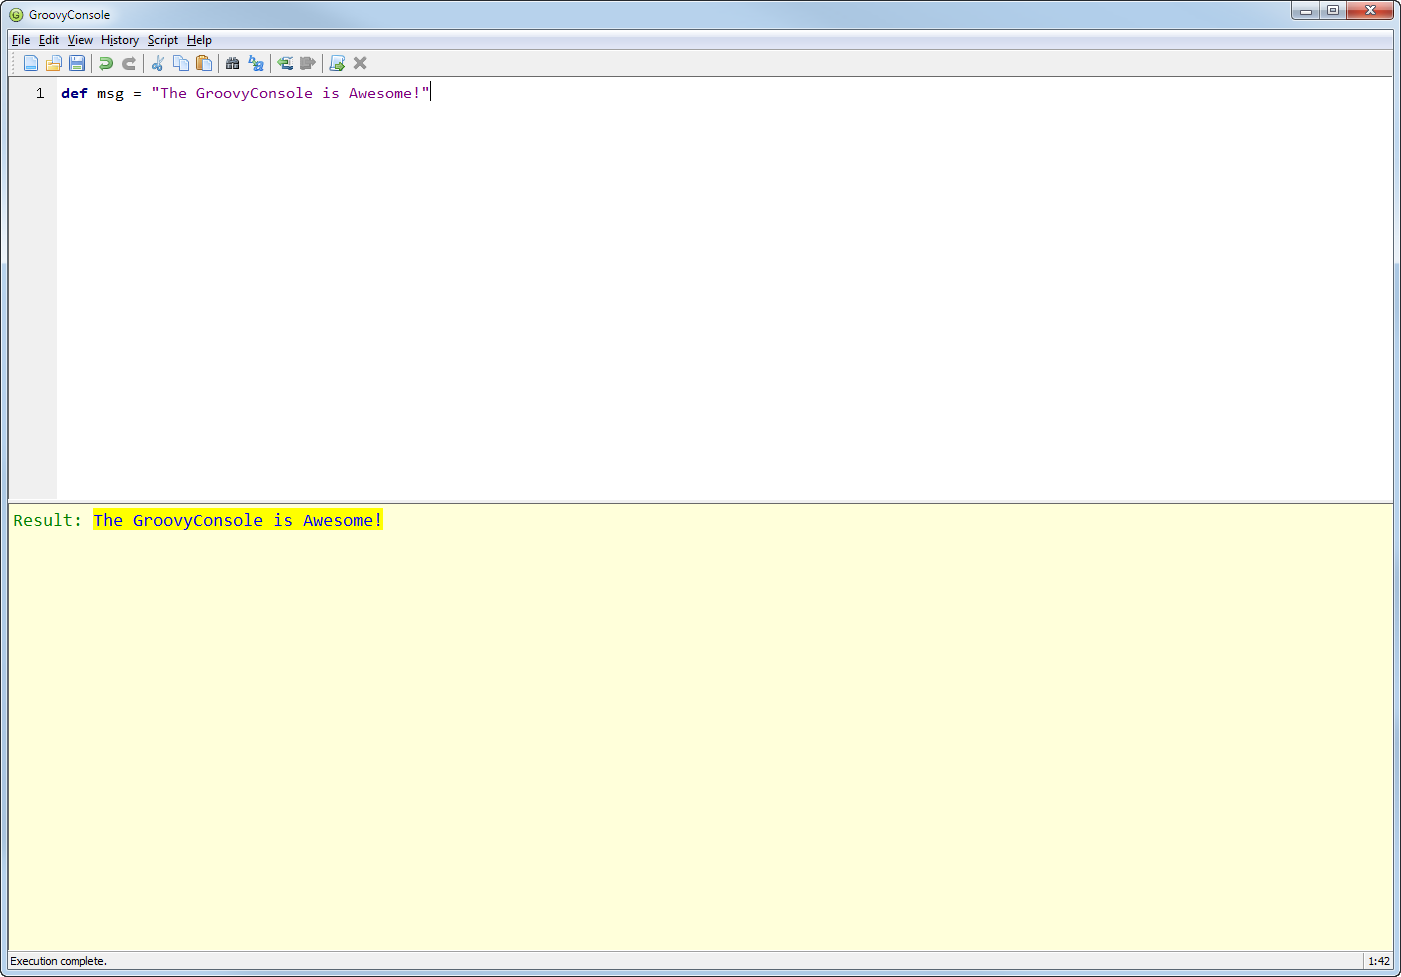 GroovyConsole
File Edit View History Script Help
1 def msg = "The GroovyConsole is Awesome!"
Result: The GroovyConsole is Awesome!
Execution complete. 1:42